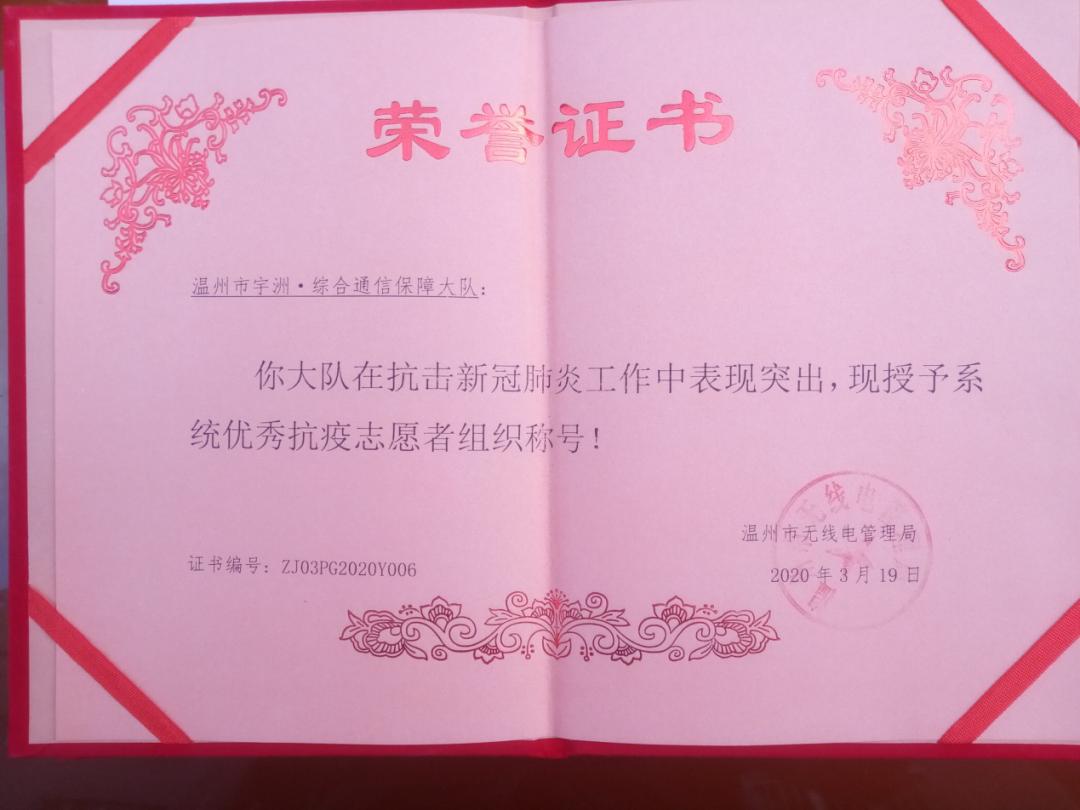 荣誉证书
温州市宇洲·综合通信保障大队：
你大队在抗击新冠肺炎工作中表现突出，现授予系
统优秀抗疫志愿者组织称号！
温州市无线电管理局
证书编号：ZJ03PG2020Y006
2020年3月19日
无线电